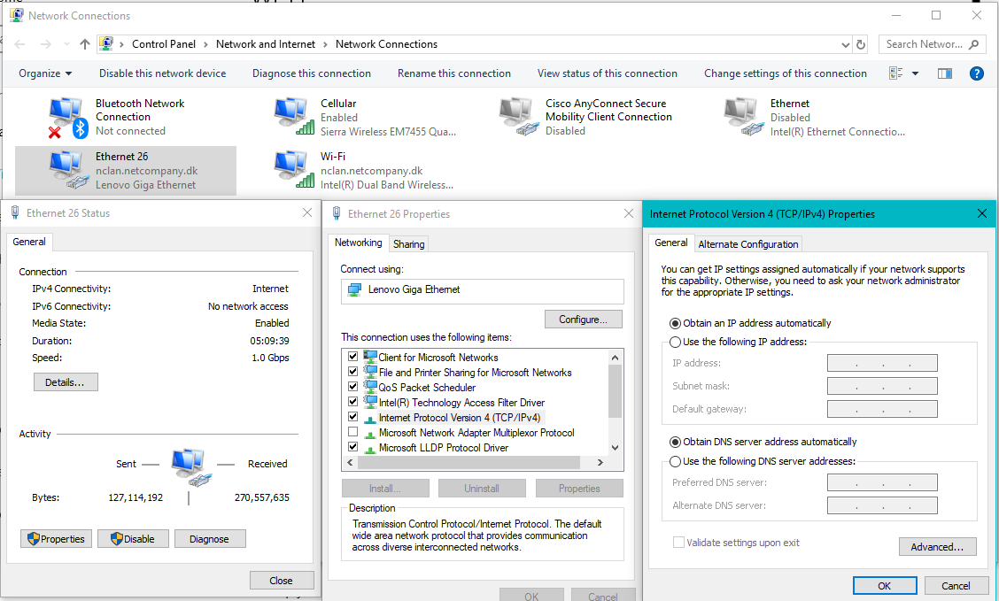 Network Connections
Control Panel > Network and Internet > Network Connections
Search Networ...
Organize
Disable this network device
Diagnose this connection
Rename this connection
View status of this connection
Change settings of this connection
Bluetooth Network
Connection
Not connected
Cellular
Enabled
Sierra Wireless EM7455 Qua...
Cisco AnyConnect Secure
Mobility Client Connection
Disabled
Ethernet
Disabled
Intel(R) Ethernet Connectio...
Ethernet 26
nclan.netcompany.dk
Lenovo Giga Ethernet
Wi-Fi
nclan.netcompany.dk
Intel(R) Dual Band Wireless...
Ethernet 26 Status
General
Connection
IPv4 Connectivity: Internet
IPv6 Connectivity: No network access
Media State: Enabled
Duration: 05:09:39
Speed: 1.0 Gbps
Details...
Activity
Sent Received
Bytes: 127,114,192 270,557,635
Properties
Disable
Diagnose
Close
Ethernet 26 Properties
Networking
Sharing
Connect using:
Lenovo Giga Ethernet
Configure...
This connection uses the following items:
Client for Microsoft Networks
File and Printer Sharing for Microsoft Networks
QoS Packet Scheduler
Intel(R) Technology Access Filter Driver
Internet Protocol Version 4 (TCP/IPv4)
Microsoft Network Adapter Multiplexor Protocol
Microsoft LLDP Protocol Driver
Install...
Uninstall
Properties
Description
Transmission Control Protocol/Internet Protocol. The default
wide area network protocol that provides communication
across diverse interconnected networks.
OK
Cancel
Internet Protocol Version 4 (TCP/IPv4) Properties
General
Alternate Configuration
You can get IP settings assigned automatically if your network supports
this capability. Otherwise, you need to ask your network administrator
for the appropriate IP settings.
Obtain an IP address automatically
Use the following IP address:
IP address:
Subnet mask:
Default gateway:
Obtain DNS server address automatically
Use the following DNS server addresses:
Preferred DNS server:
Alternate DNS server:
Validate settings upon exit
Advanced...
OK
Cancel